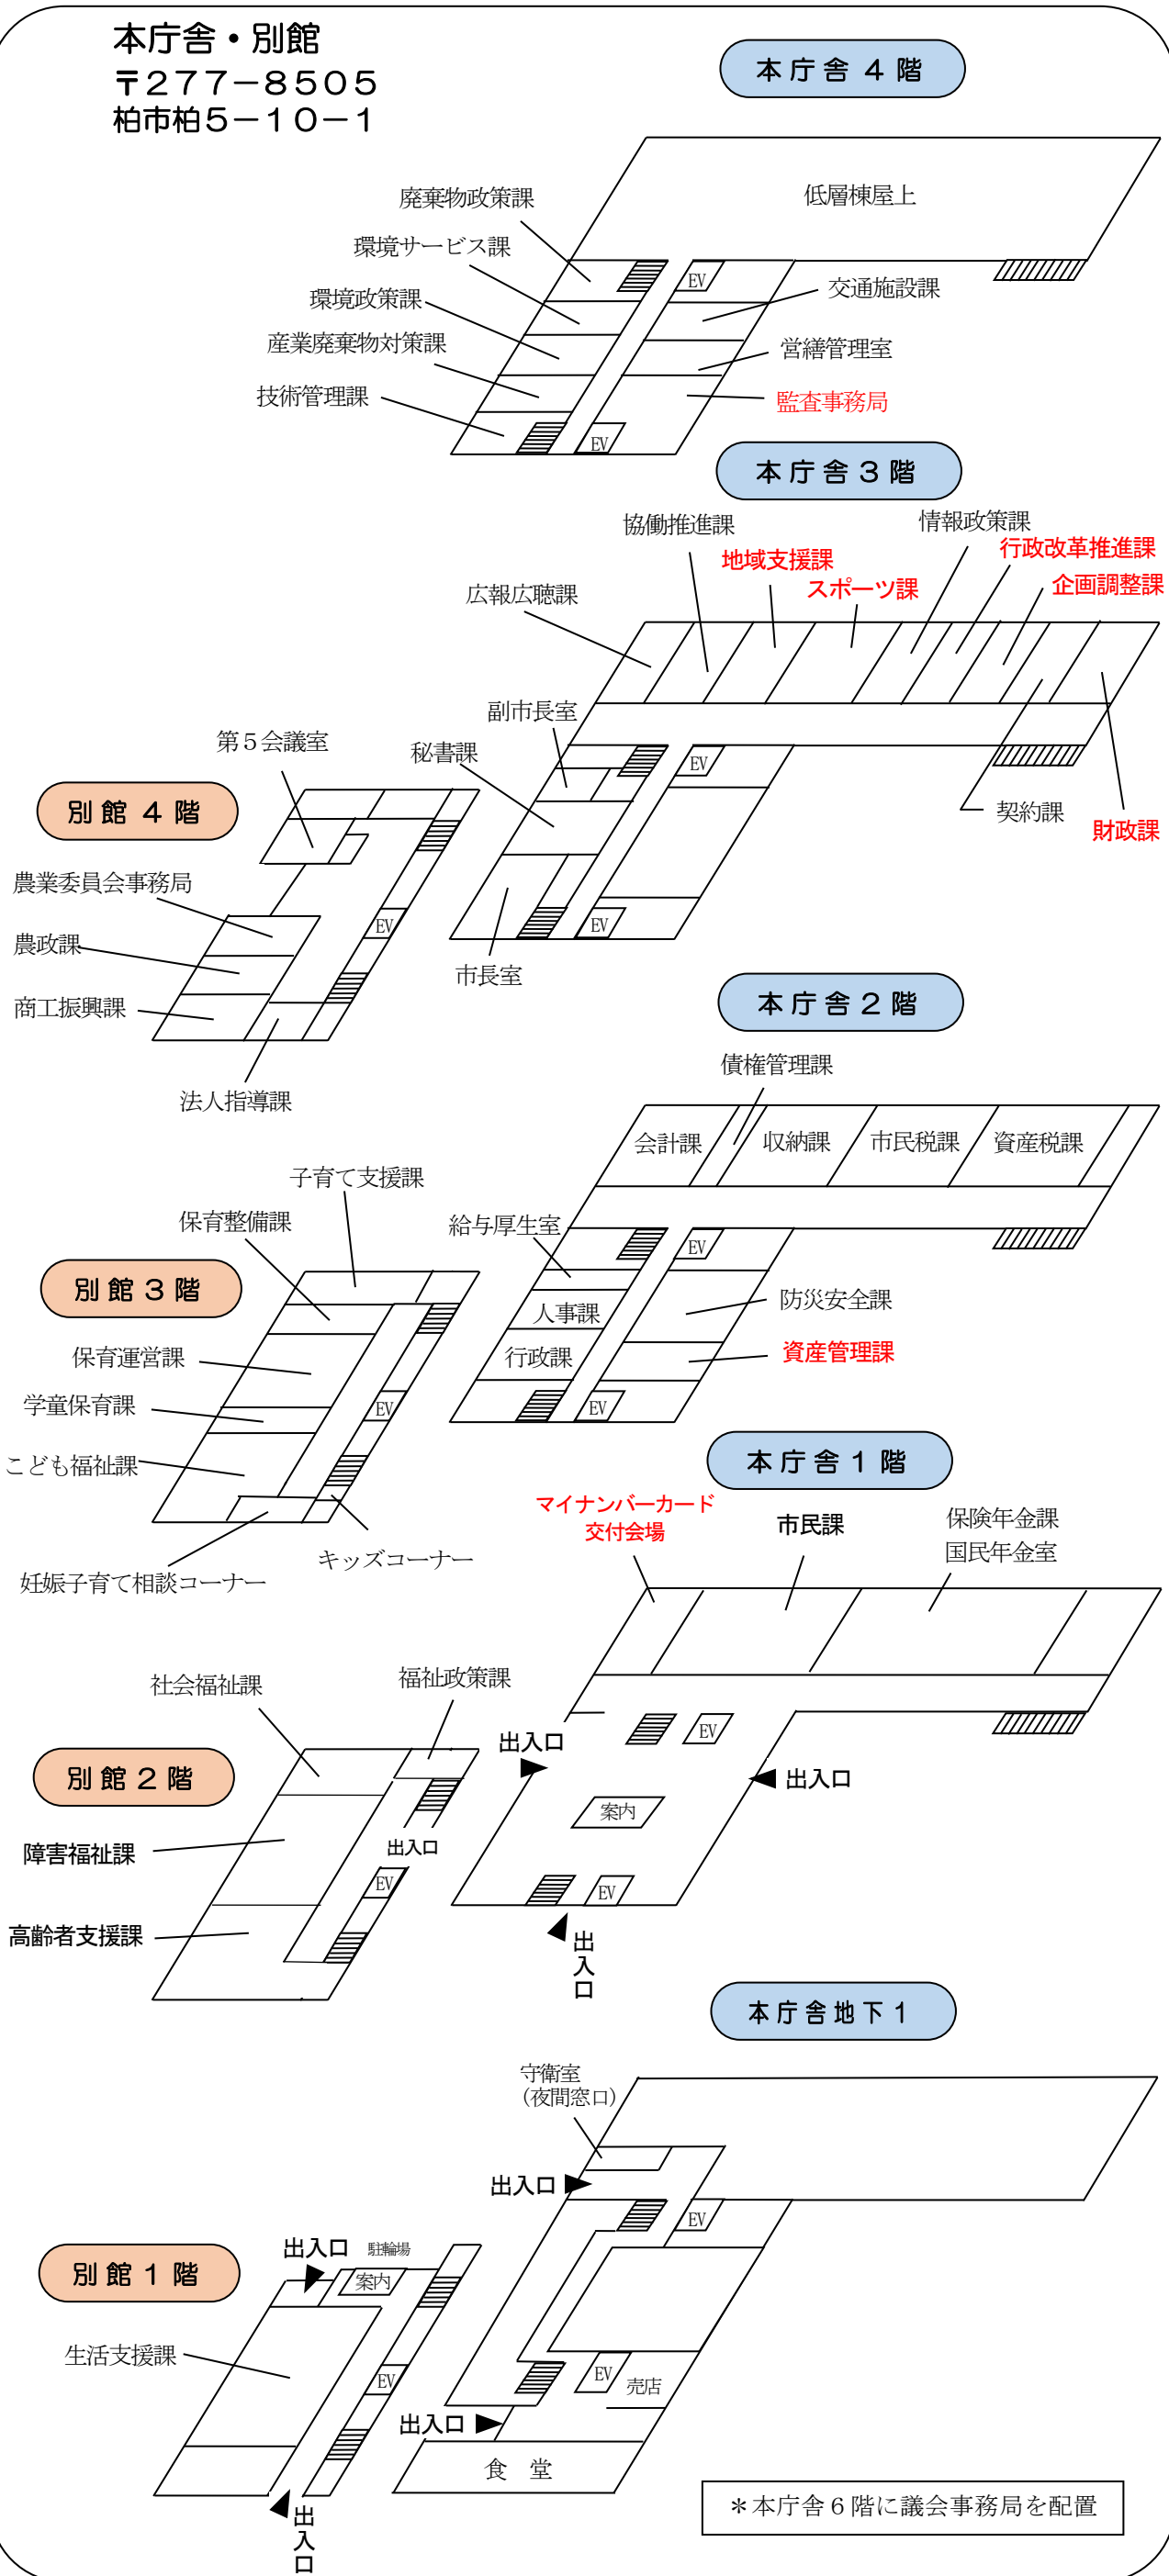 本庁舎・別館
〒277－8505
柏市柏5－10－1
本庁舎4階
低層棟屋上
廃棄物政策課
環境サービス課
環境政策課
産業廃棄物対策課
技術管理課
EV
交通施設課
営繕管理室
監査事務局
EV
本庁舎3階
協働推進課
地域支援課
スポーツ課
情報政策課
行政改革推進課
企画調整課
広報広聴課
副市長室
秘書課
EV
契約課
財政課
EV
市長室
別館4階
第５会議室
農業委員会事務局
農政課
商工振興課
EV
法人指導課
本庁舎2階
債権管理課
会計課
収納課
市民税課
資産税課
給与厚生室
EV
人事課
行政課
防災安全課
資産管理課
EV
別館3階
子育て支援課
保育整備課
保育運営課
学童保育課
こども福祉課
EV
キッズコーナー
妊娠子育て相談コーナー
本庁舎1階
マイナンバーカード
交付会場
市民課
保険年金課
国民年金室
出入口
EV
出入口
案内
EV
出入口
別館2階
社会福祉課
福祉政策課
障害福祉課
出入口
EV
高齢者支援課
本庁舎地下1
守衛室
（夜間窓口）
出入口
EV
EV
売店
出入口
食　堂
別館1階
出入口
駐輪場
案内
生活支援課
EV
出入口
＊本庁舎６階に議会事務局を配置